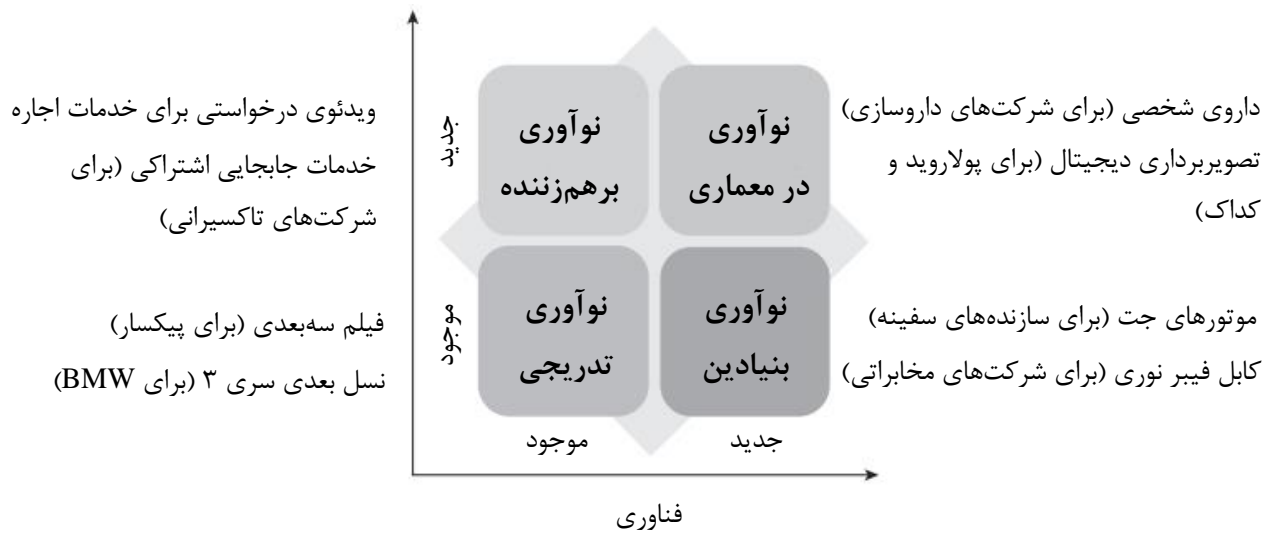 داروی شخصی (برای شرکت‌های داروسازی)
تصویربرداری دیجیتال (برای پولاروید و
کداک)
نوآوری
در معماری
نوآوری
برهم‌زننده
جدید
ویدئوی درخواستی برای خدمات اجاره
خدمات جابجایی اشتراکی (برای
شرکت‌های تاکسیرانی)
موتورهای جت (برای سازنده‌های سفینه)
کابل فیبر نوری (برای شرکت‌های مخابراتی)
نوآوری
بنیادین
نوآوری
تدریجی
موجود
فیلم سه‌بعدی (برای پیکسار)
نسل بعدی سری ۳ (برای BMW)
جدید
موجود
فناوری